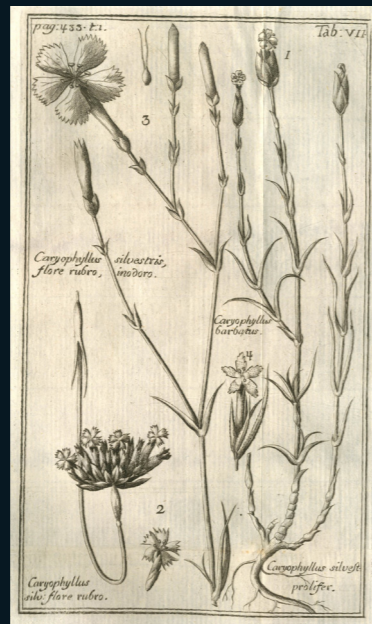 pag: 433. t. 1.
Tab: VII
1
3
Caryophyllus silvestris,
flore rubro, inodoro.
Caryophyllus
barbatus.
4
2
Caryophyllus
silv: flore rubro.
Caryophyllus silvest:
prolifer.